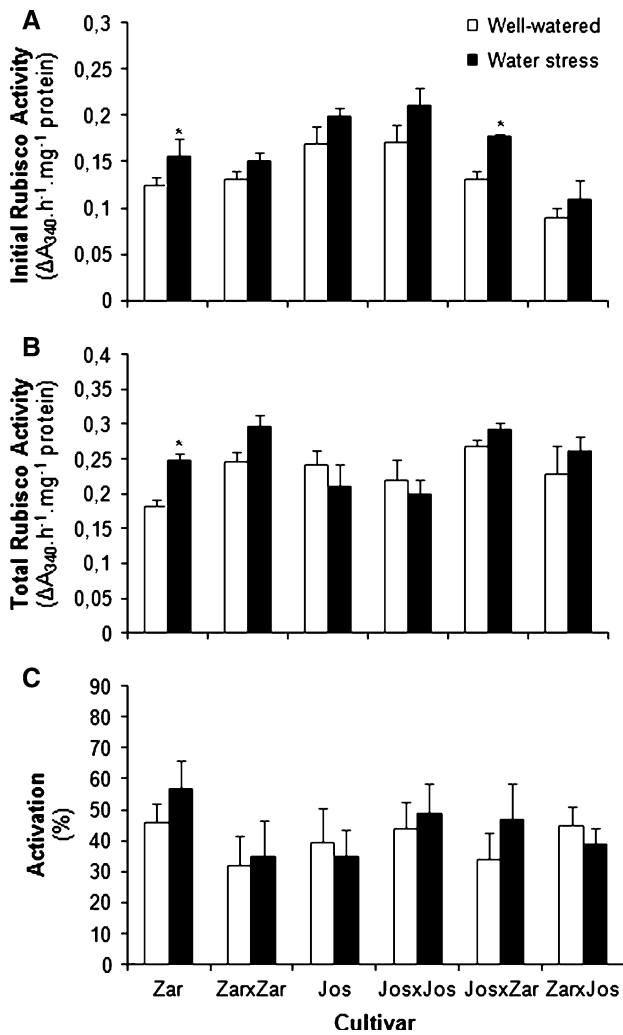 A
Initial Rubisco Activity
(ΔA340.h-1.mg-1 protein)
0,3
0,25
0,2
0,15
0,1
0,05
0
Well-watered
Water stress
*
*
B
Total Rubisco Activity
(ΔA340.h-1.mg-1 protein)
0,4
0,35
0,3
0,25
0,2
0,15
0,1
0,05
0
*
C
Activation
(%)
90
80
70
60
50
40
30
20
10
0
Zar ZarxZar Jos JosxJos JosxZar ZarxJos
Cultivar